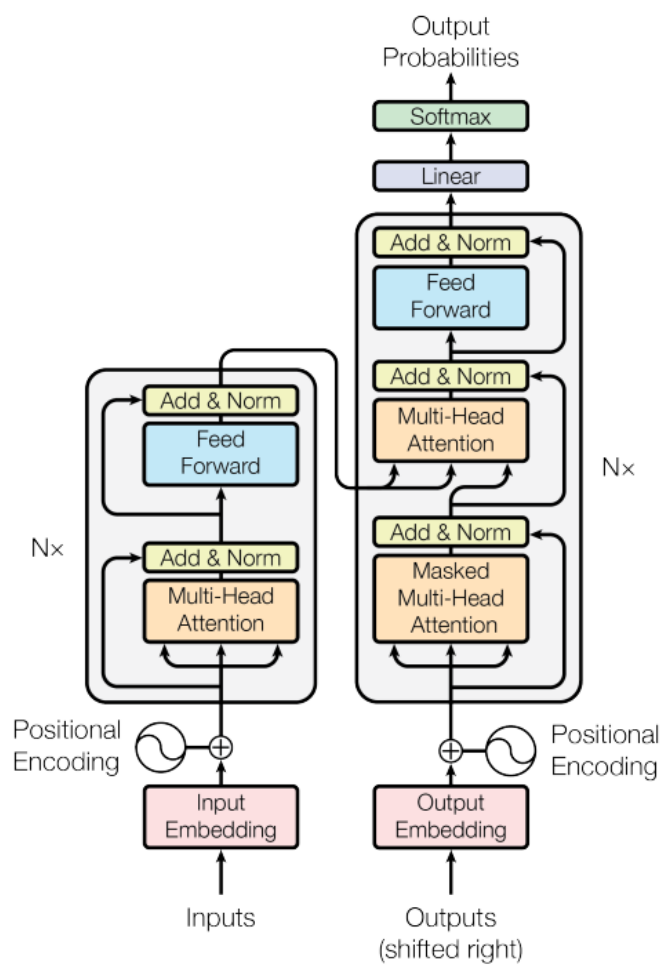 Output
Probabilities
Softmax
Linear
Add & Norm
Feed
Forward
Add & Norm
Multi-Head
Attention
Add & Norm
Masked
Multi-Head
Attention
Nx
Add & Norm
Feed
Forward
Add & Norm
Multi-Head
Attention
Nx
Positional
Encoding
Positional
Encoding
Input
Embedding
Output
Embedding
Inputs
Outputs
(shifted right)